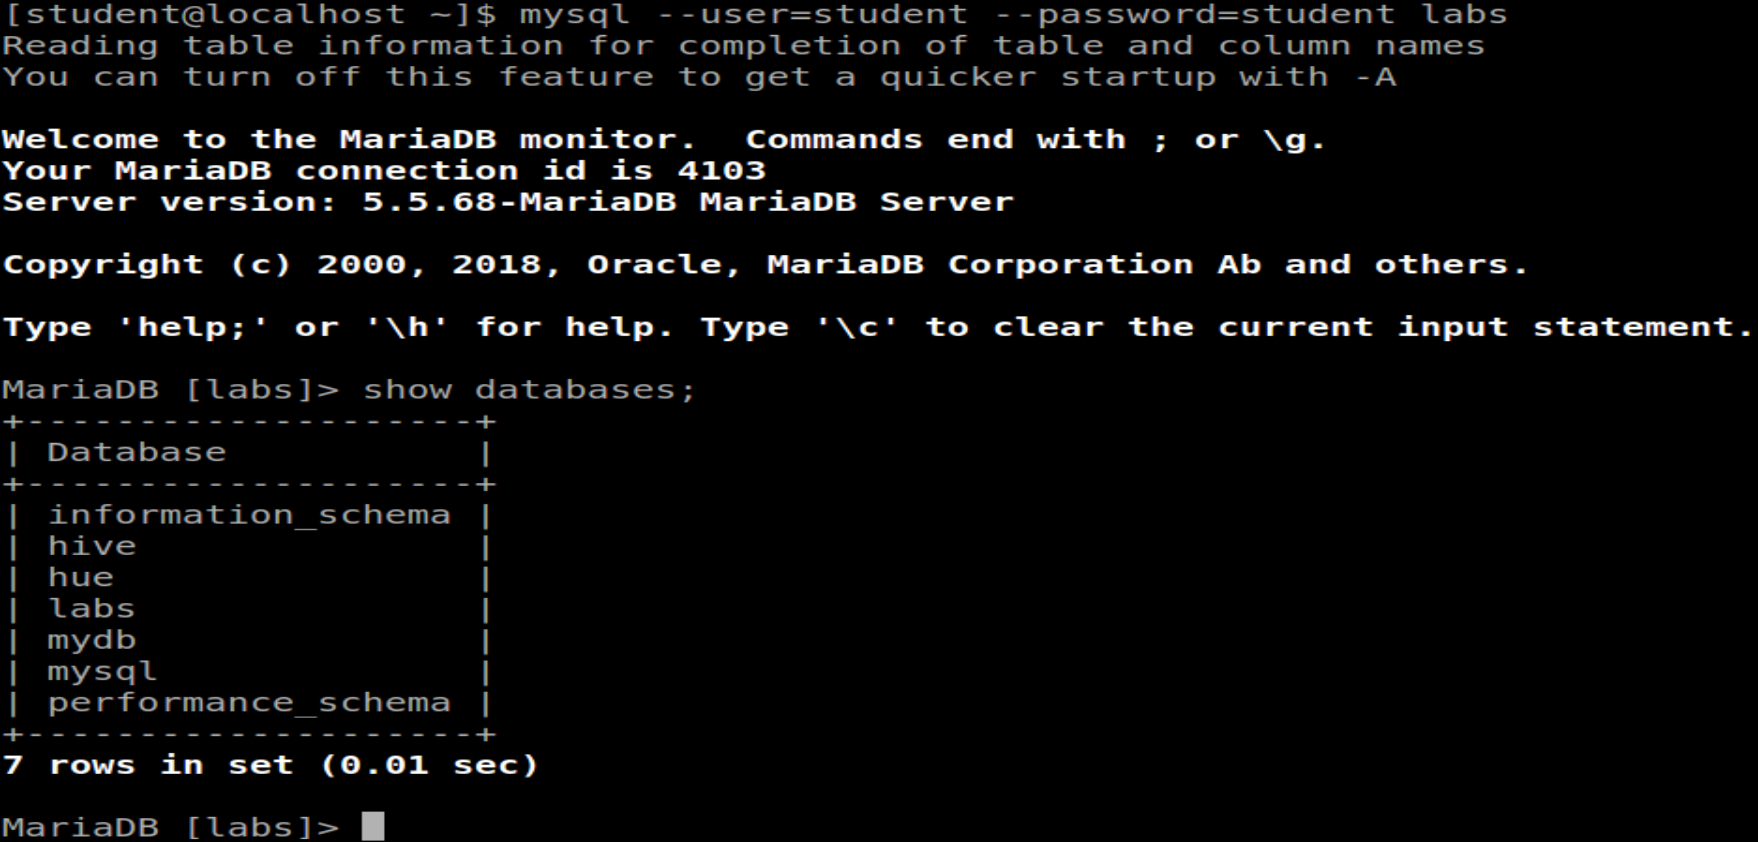 [student@localhost ~]$ mysql --user=student --password=student labs
Reading table information for completion of table and column names
You can turn off this feature to get a quicker startup with -A

Welcome to the MariaDB monitor.  Commands end with ; or \g.
Your MariaDB connection id is 4103
Server version: 5.5.68-MariaDB MariaDB Server

Copyright (c) 2000, 2018, Oracle, MariaDB Corporation Ab and others.

Type 'help;' or '\h' for help. Type '\c' to clear the current input statement.

MariaDB [labs]> show databases;
+--------------------+
| Database           |
+--------------------+
| information_schema |
| hive               |
| hue                |
| labs               |
| mydb               |
| mysql              |
| performance_schema |
+--------------------+
7 rows in set (0.01 sec)

MariaDB [labs]>